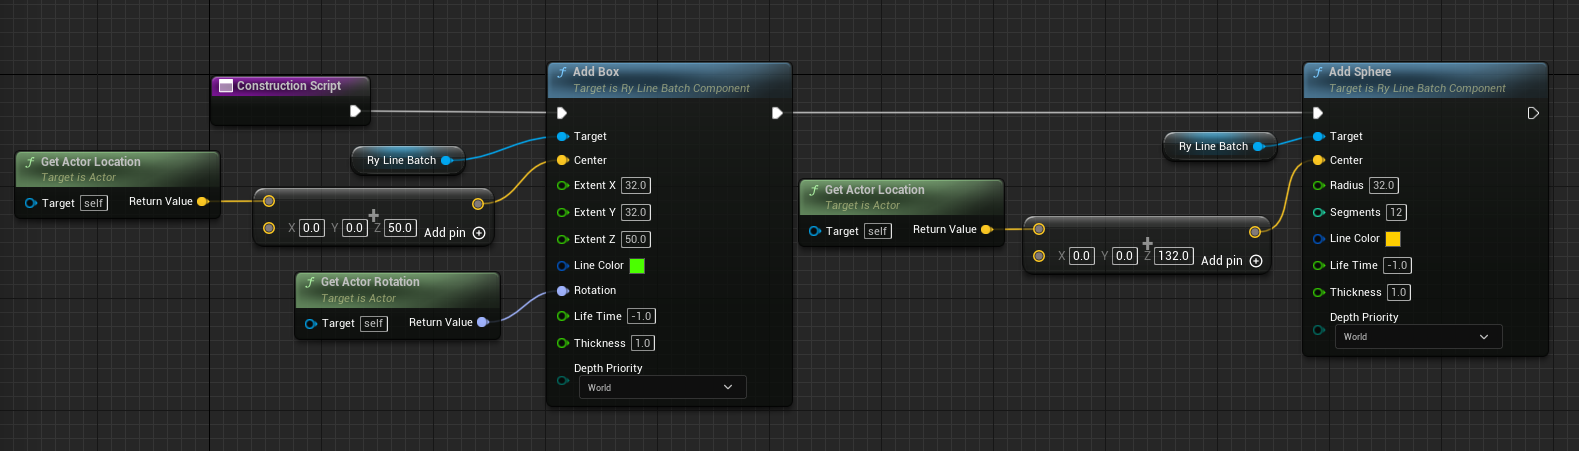 Construction Script
Get Actor Location
Target is Actor
Target self Return Value
X 0.0 Y 0.0 Z 50.0 Add pin
Ry Line Batch
Get Actor Rotation
Target is Actor
Target self Return Value
Add Box
Target is Ry Line Batch Component
Target
Center
Extent X 32.0
Extent Y 32.0
Extent Z 50.0
Line Color
Rotation
Life Time -1.0
Thickness 1.0
Depth Priority
World
Get Actor Location
Target is Actor
Target self Return Value
X 0.0 Y 0.0 Z 132.0 Add pin
Ry Line Batch
Add Sphere
Target is Ry Line Batch Component
Target
Center
Radius 32.0
Segments 12
Line Color
Life Time -1.0
Thickness 1.0
Depth Priority
World